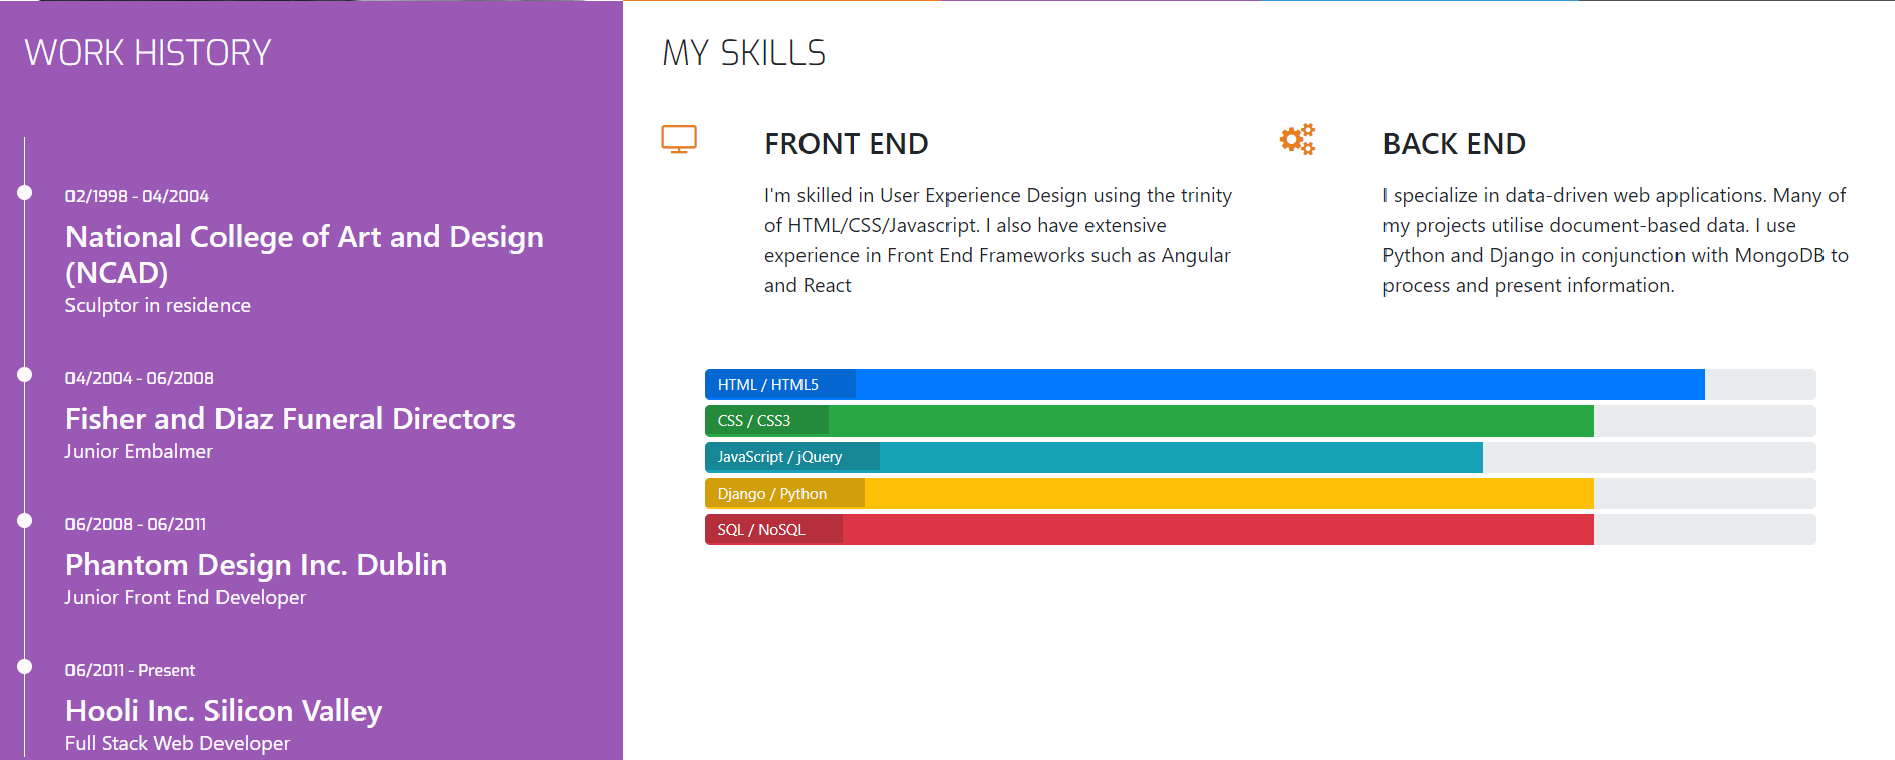 WORK HISTORY
02/1998 - 04/2004
National College of Art and Design
(NCAD)
Sculptor in residence
04/2004 - 06/2008
Fisher and Diaz Funeral Directors
Junior Embalmer
06/2008 - 06/2011
Phantom Design Inc. Dublin
Junior Front End Developer
06/2011 - Present
Hooli Inc. Silicon Valley
Full Stack Web Developer
MY SKILLS
FRONT END
I'm skilled in User Experience Design using the trinity
of HTML/CSS/Javascript. I also have extensive
experience in Front End Frameworks such as Angular
and React
BACK END
I specialize in data-driven web applications. Many of
my projects utilise document-based data. I use
Python and Django in conjunction with MongoDB to
process and present information.
HTML / HTML5
CSS / CSS3
JavaScript / jQuery
Django / Python
SQL / NoSQL